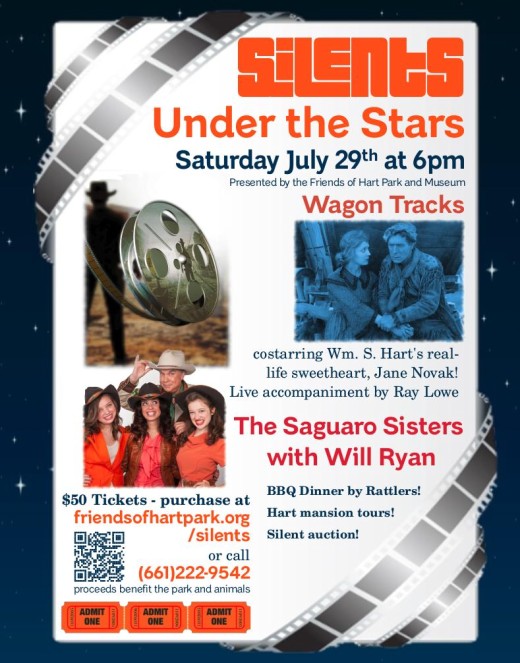 SiLENtS
Under the Stars
Saturday July 29th at 6pm
Presented by the Friends of Hart Park and Museum
Wagon Tracks
costarring Wm. S. Hart's real-
life sweetheart, Jane Novak!
Live accompaniment by Ray Lowe
The Saguaro Sisters
with Will Ryan
BBQ Dinner by Rattlers!
Hart mansion tours!
Silent auction!
$50 Tickets - purchase at
friendsofhartpark.org
/silents
or call
(661)222-9542
proceeds benefit the park and animals
ADMIT
ONE
ADMIT
ONE
ADMIT
ONE